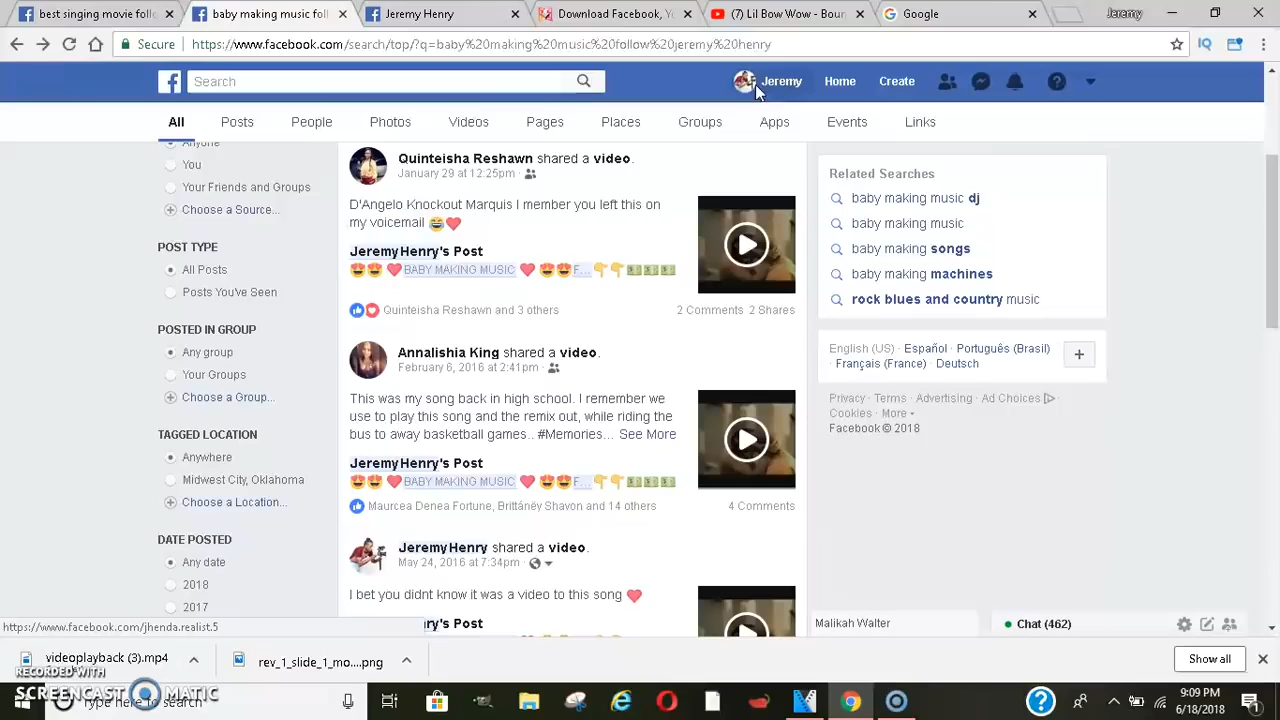 best singing music foll
baby making music foll
Jeremy Henry
Download Facebook, Yo
(7) Lil Bow Wow - Boun
Google
Jeremy
Secure
https://www.facebook.com/search/top/?q=baby%20making%20music%20follow%20jeremy%20henry
Search
Jeremy
Home
Create
All
Posts
People
Photos
Videos
Pages
Places
Groups
Apps
Events
Links
Anyone
You
Your Friends and Groups
Choose a Source...
POST TYPE
All Posts
Posts You've Seen
POSTED IN GROUP
Any group
Your Groups
Choose a Group...
TAGGED LOCATION
Anywhere
Midwest City, Oklahoma
Choose a Location...
DATE POSTED
Any date
2018
2017
Quinteisha Reshawn shared a video.
January 29 at 12:25pm
D'Angelo Knockout Marquis I member you left this on
my voicemail 😂❤
Jeremy Henry's Post
😍😍 ❤BABY MAKING MUSIC ❤ 😍😍F...👇👇💵💵💵
Quinteisha Reshawn and 3 others
2 Comments 2 Shares
Annalishia King shared a video.
February 6, 2016 at 2:41pm
This was my song back in high school. I remember we
use to play this song and the remix out, while riding the
bus to away basketball games.. #Memories... See More
Jeremy Henry's Post
😍😍 ❤BABY MAKING MUSIC ❤ 😍😍F...👇👇💵💵💵
Maurcea Denea Fortune, Brittánëy Shavon and 14 others
4 Comments
Jeremy Henry shared a video.
May 24, 2016 at 7:34pm
I bet you didnt know it was a video to this song ❤
nry's Post
Related Searches
baby making music dj
baby making music
baby making songs
baby making machines
rock blues and country music
English (US) · Español · Português (Brasil) ·
Français (France) · Deutsch
Privacy · Terms · Advertising · Ad Choices ·
Cookies · More
Facebook © 2018
Malikah Walter
Chat (462)
https://www.facebook.com/jhenda.realist.5
videoplayback (3).mp4
rev_1_slide_1_mo....png
Show all
RECORDED WITH
SCREENCAST MATIC
Type here to search
9:09 PM
6/18/2018
1